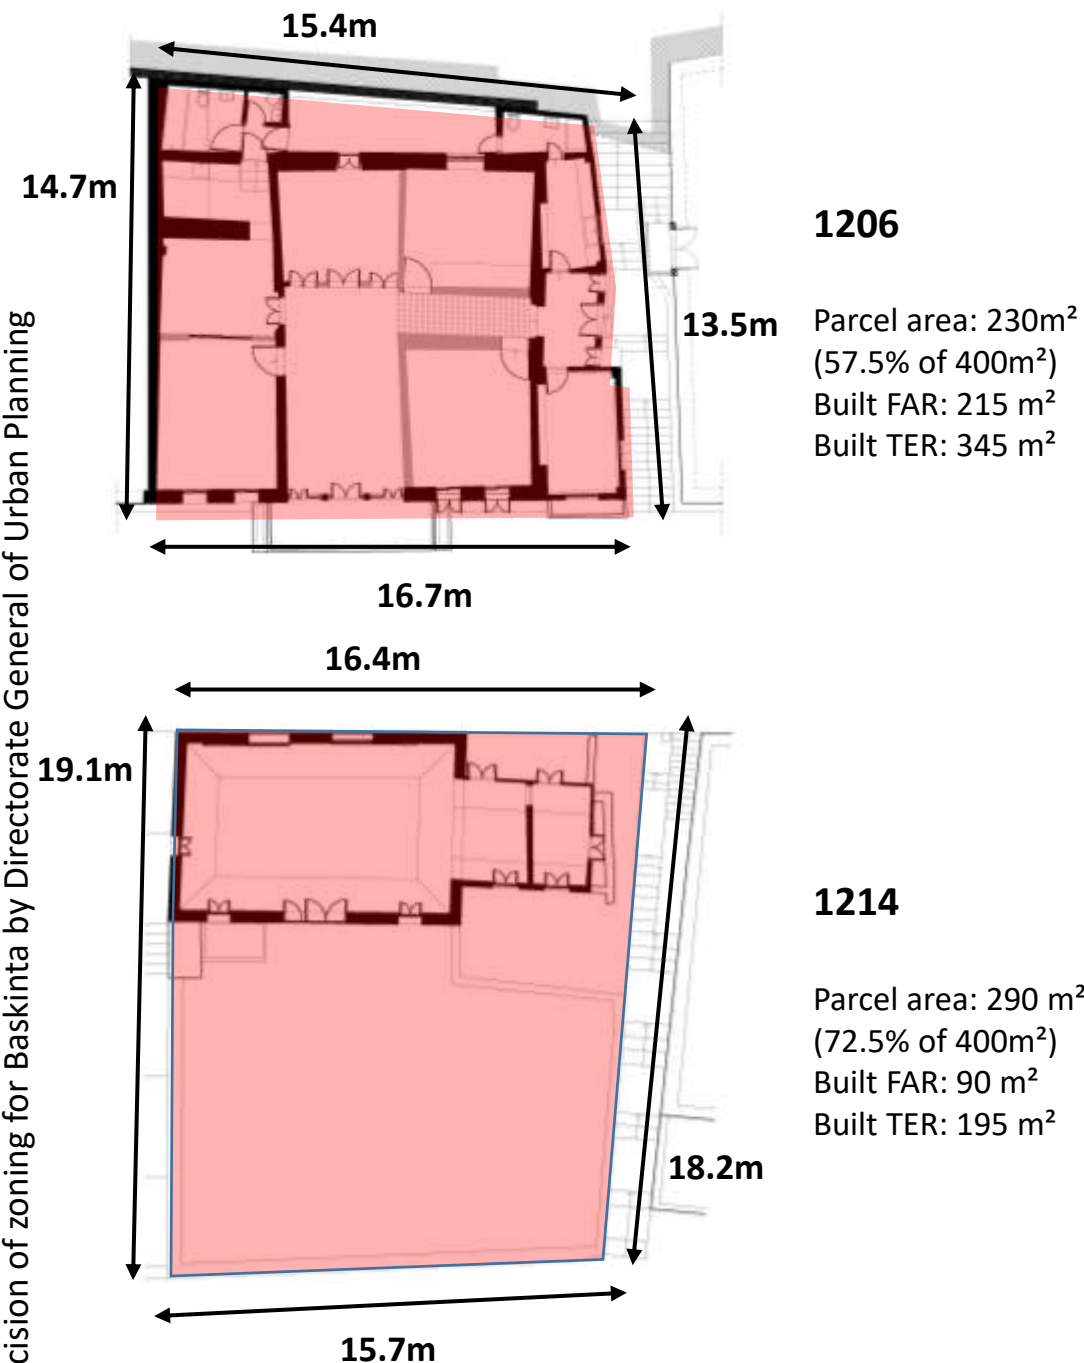 15.4m
14.7m
13.5m
16.7m
1206
Parcel area: 230m²
(57.5% of 400m²)
Built FAR: 215 m²
Built TER: 345 m²
16.4m
19.1m
18.2m
15.7m
1214
Parcel area: 290 m²
(72.5% of 400m²)
Built FAR: 90 m²
Built TER: 195 m²
cision of zoning for Baskinta by Directorate General of Urban Planning